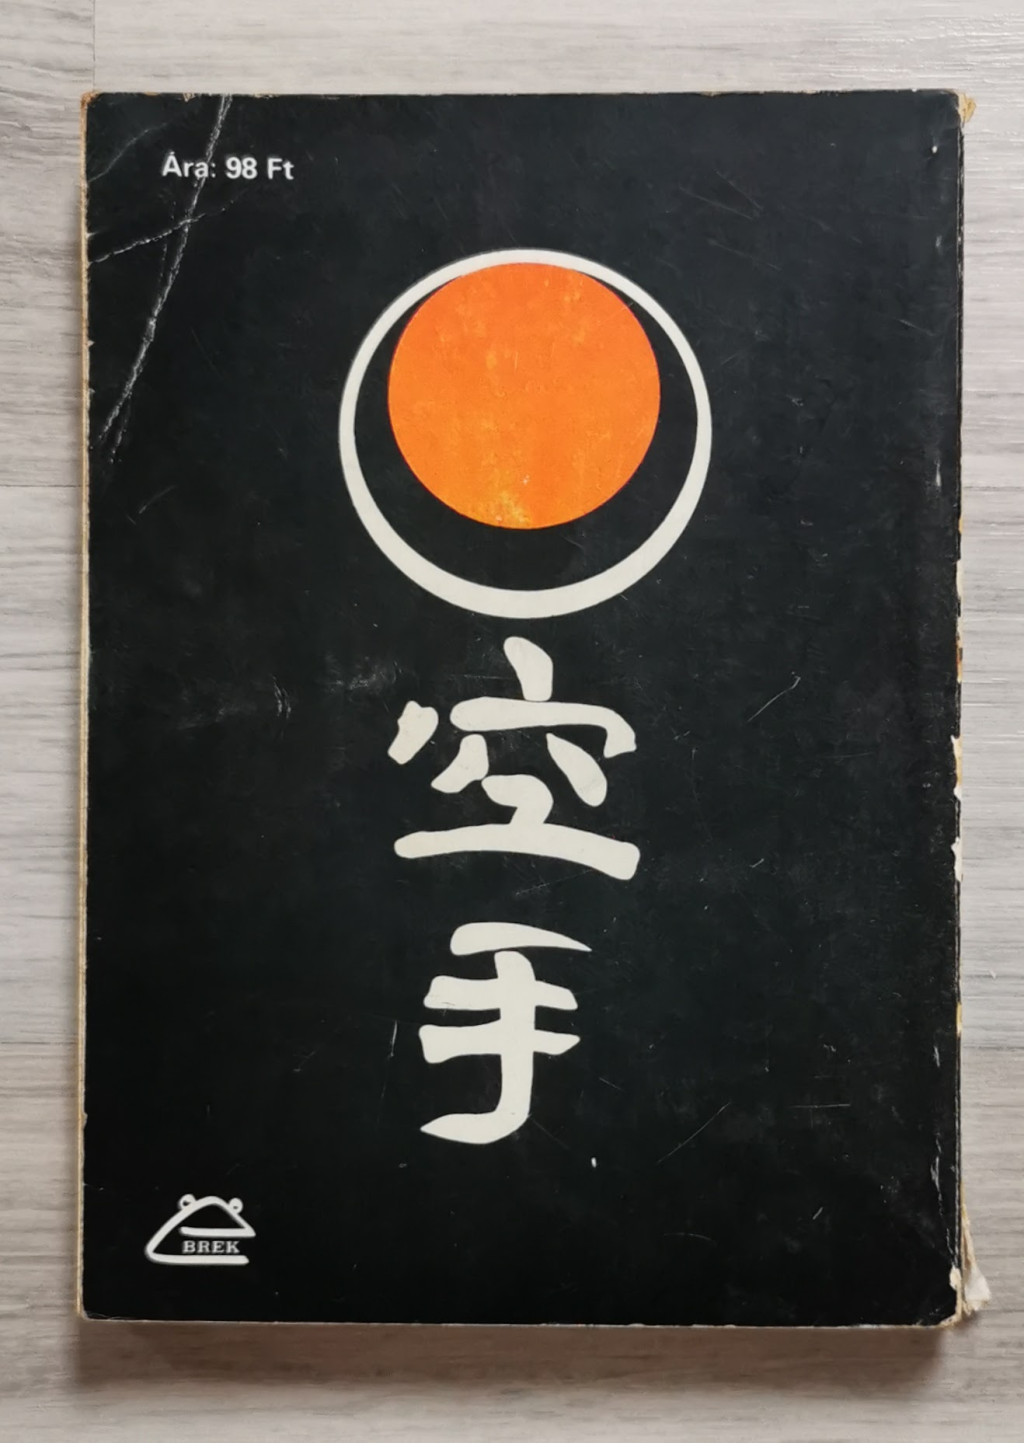 Ára: 98 Ft
空
手
BREK